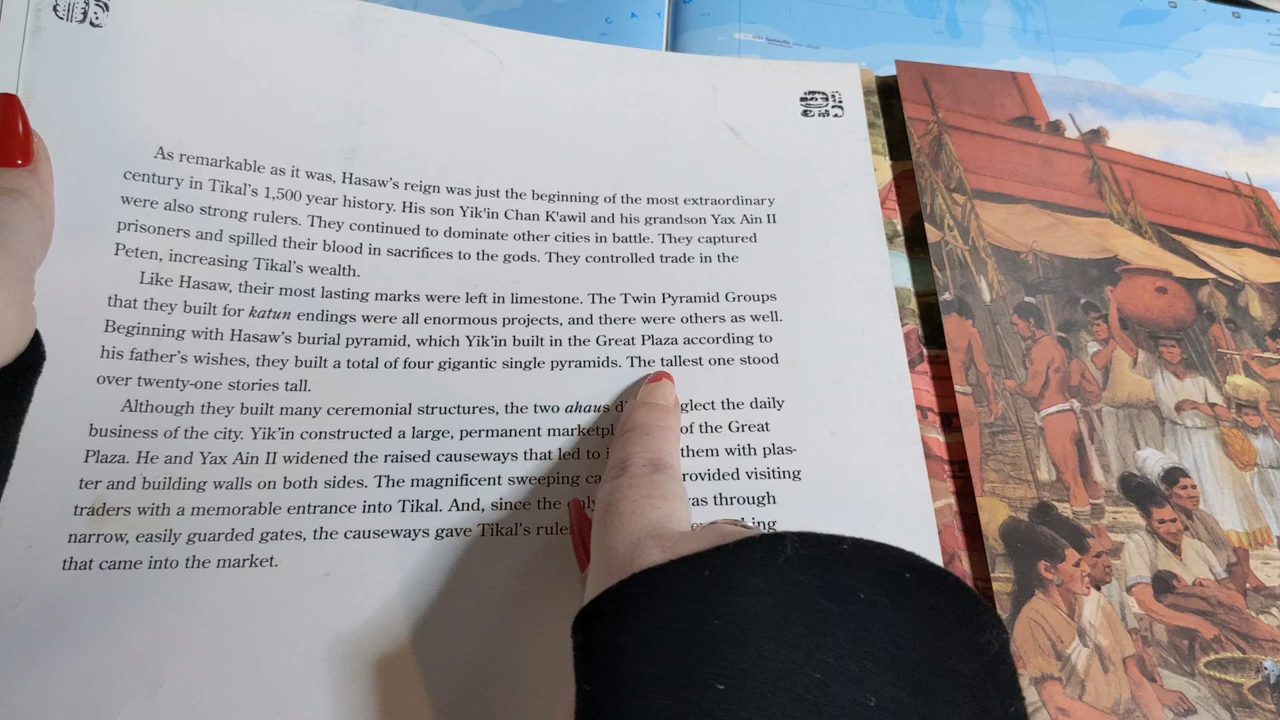 As remarkable as it was, Hasaw's reign was just the beginning of the most extraordinary
century in Tikal's 1,500 year history. His son Yik'in Chan K'awil and his grandson Yax Ain II
were also strong rulers. They continued to dominate other cities in battle. They captured
prisoners and spilled their blood in sacrifices to the gods. They controlled trade in the
Peten, increasing Tikal's wealth.
Like Hasaw, their most lasting marks were left in limestone. The Twin Pyramid Groups
that they built for katun endings were all enormous projects, and there were others as well.
Beginning with Hasaw's burial pyramid, which Yik'in built in the Great Plaza according to
his father's wishes, they built a total of four gigantic single pyramids. The tallest one stood
over twenty-one stories tall.
Although they built many ceremonial structures, the two ahaus glect the daily
business of the city. Yik'in constructed a large, permanent of the Great
Plaza. He and Yax Ain II widened the raised causeways that led to them with plas-
ter and building walls on both sides. The magnificent sweeping visiting
traders with a memorable entrance into Tikal. And, since the through
narrow, easily guarded gates, the causeways gave Tikal's
that came into the market.